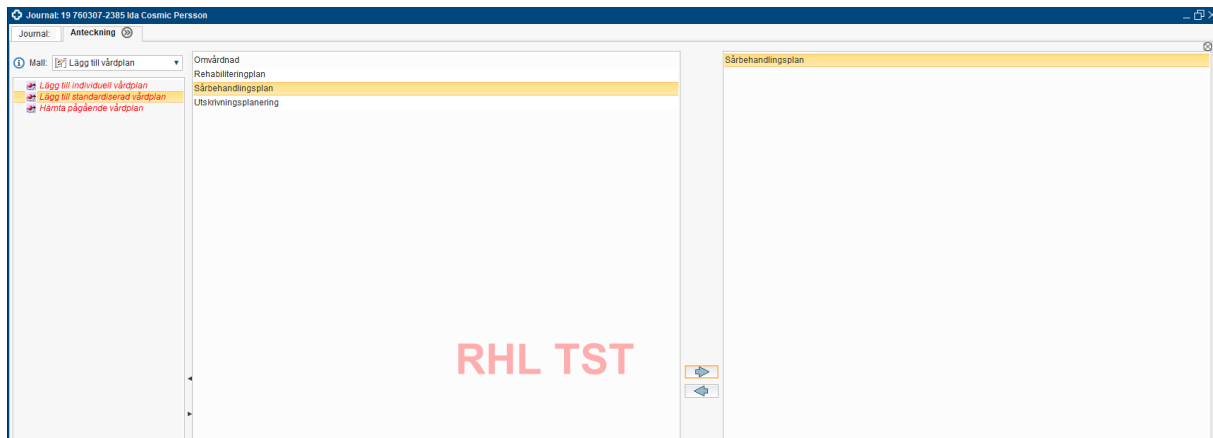 Journal: 19 760307-2385 Ida Cosmic Persson
Journal:
Anteckning
Mall: Lägg till vårdplan
Lägg till individuell vårdplan
Lägg till standardiserad vårdplan
Hämta pågående vårdplan
Omvårdnad
Rehabiliteringplan
Sårbehandlingsplan
Utskrivningsplanering
Sårbehandlingsplan
RHL TST